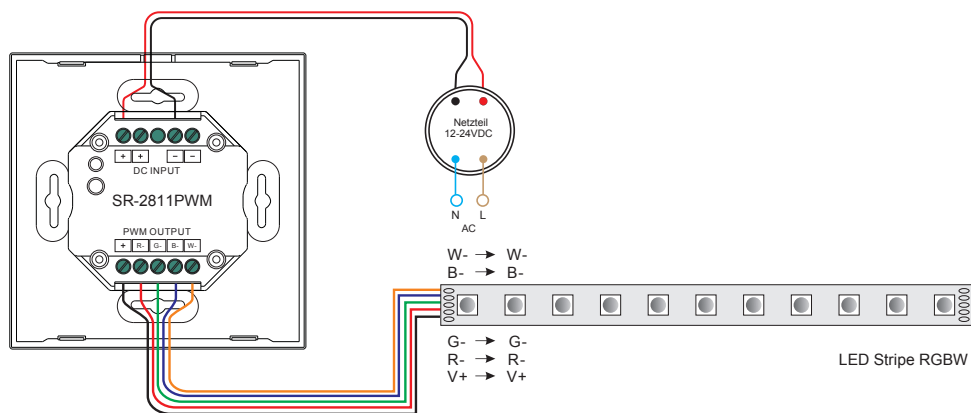 Netzteil
12-24VDC
+ + − −
DC INPUT
SR-2811PWM
N L
AC
PWM OUTPUT
+ R- G- B- W-
W- → W-
B- → B-
G- → G-
R- → R-
V+ → V+
LED Stripe RGBW